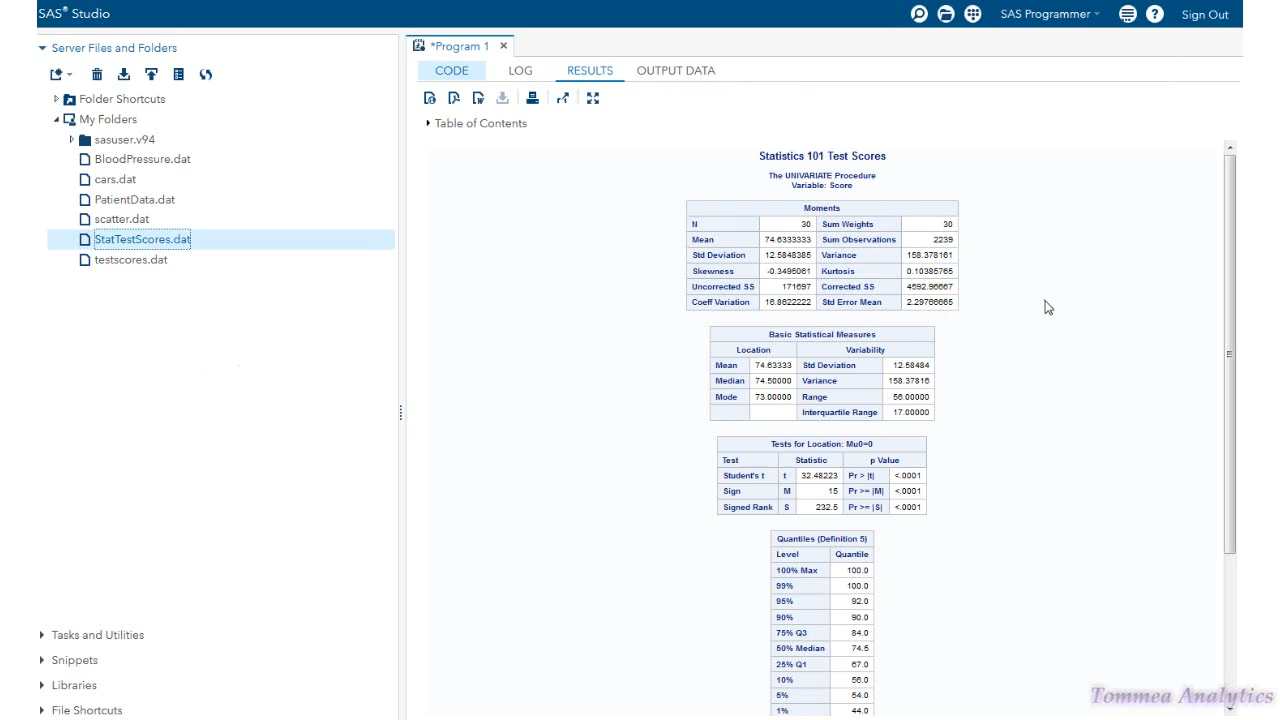 SAS® Studio
SAS Programmer
Sign Out
Server Files and Folders
Folder Shortcuts
My Folders
sasuser.v94
BloodPressure.dat
cars.dat
PatientData.dat
scatter.dat
StatTestScores.dat
testscores.dat
Tasks and Utilities
Snippets
Libraries
File Shortcuts
*Program 1
CODE LOG RESULTS OUTPUT DATA
Table of Contents
Statistics 101 Test Scores
The UNIVARIATE Procedure
Variable: Score
Moments
N 30 Sum Weights 30
Mean 74.6333333 Sum Observations 2239
Std Deviation 12.5848385 Variance 158.378161
Skewness -0.3495061 Kurtosis 0.10385765
Uncorrected SS 171697 Corrected SS 4592.96667
Coeff Variation 16.8622222 Std Error Mean 2.29766665
Basic Statistical Measures
Location Variability
Mean 74.63333 Std Deviation 12.58484
Median 74.50000 Variance 158.37816
Mode 73.00000 Range 56.00000
Interquartile Range 17.00000
Tests for Location: Mu0=0
Test Statistic p Value
Student's t t 32.48223 Pr > |t| <.0001
Sign M 15 Pr >= |M| <.0001
Signed Rank S 232.5 Pr >= |S| <.0001
Quantiles (Definition 5)
Level Quantile
100% Max 100.0
99% 100.0
95% 92.0
90% 90.0
75% Q3 84.0
50% Median 74.5
25% Q1 67.0
10% 56.0
5% 54.0
1% 44.0
Tommea Analytics